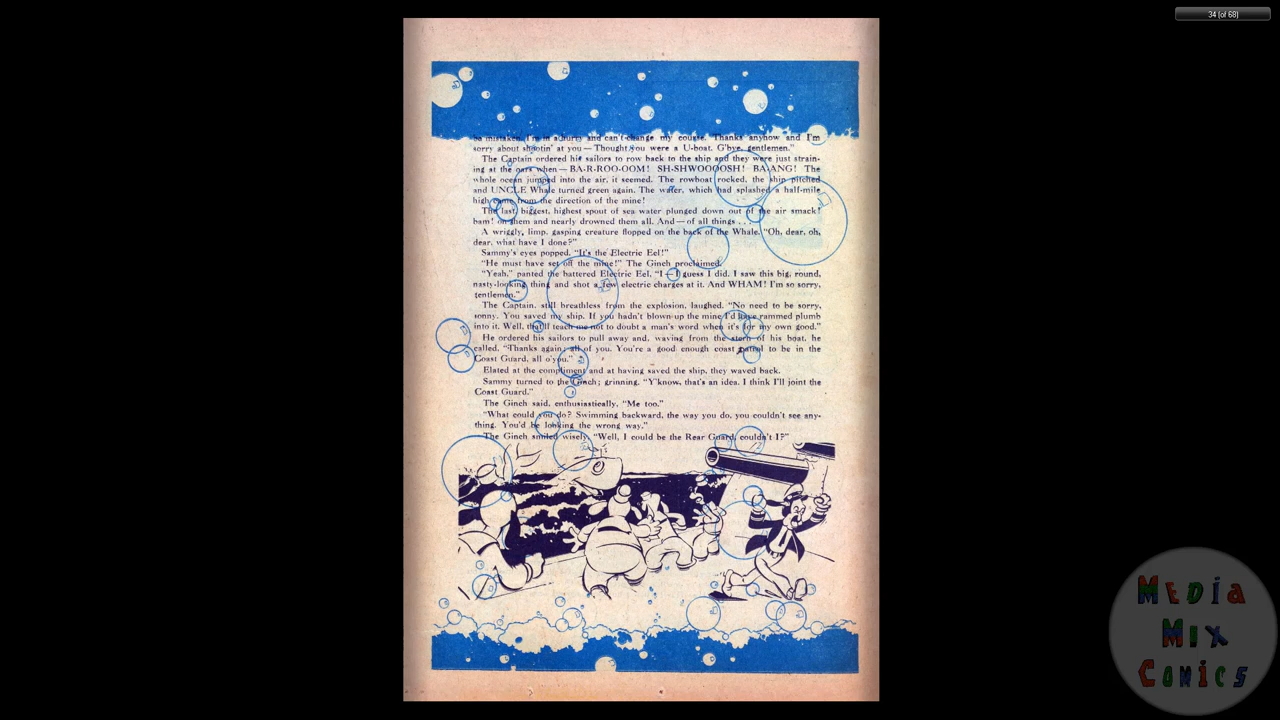 34 (of 68)
be mistaken. I'm in a hurry and can't change my course. Thanks anyhow and I'm
sorry about shootin' at you — Thought you were a U-boat. G'bye, gentlemen."
The Captain ordered his sailors to row back to the ship and they were just strain-
ing at the oars when — BA-R-ROO-OOM! SH-SHWOOOOSH! BA-ANG! The
whole ocean jumped into the air, it seemed. The rowboat rocked, the ship pitched
and UNCLE Whale turned green again. The water, which had splashed a half-mile
high came from the direction of the mine!
The last, biggest, highest spout of sea water plunged down out of the air smack!
bam! on them and nearly drowned them all. And — of all things . . .
A wriggly, limp, gasping creature flopped on the back of the Whale. "Oh, dear, oh,
dear, what have I done?"
Sammy's eyes popped. "It's the Electric Eel!"
"He must have set off the mine!" The Ginch proclaimed.
"Yeah," panted the battered Electric Eel, "I — I guess I did. I saw this big, round,
nasty-looking thing and shot a few electric charges at it. And WHAM! I'm so sorry,
gentlemen."
The Captain, still breathless from the explosion, laughed. "No need to be sorry,
sonny. You saved my ship. If you hadn't blown up the mine I'd have rammed plumb
into it. Well, that'll teach me not to doubt a man's word when it's for my own good."
He ordered his sailors to pull away and, waving from the stern of his boat, he
called, "Thanks again, all of you. You're a good enough coast patrol to be in the
Coast Guard, all o'you."
Elated at the compliment and at having saved the ship, they waved back.
Sammy turned to the Ginch; grinning. "Y'know, that's an idea. I think I'll joint the
Coast Guard."
The Ginch said, enthusiastically, "Me too."
"What could you do? Swimming backward, the way you do, you couldn't see any-
thing. You'd be looking the wrong way."
The Ginch smiled wisely. "Well, I could be the Rear Guard, couldn't I?"
MeDia
Mix
Comics